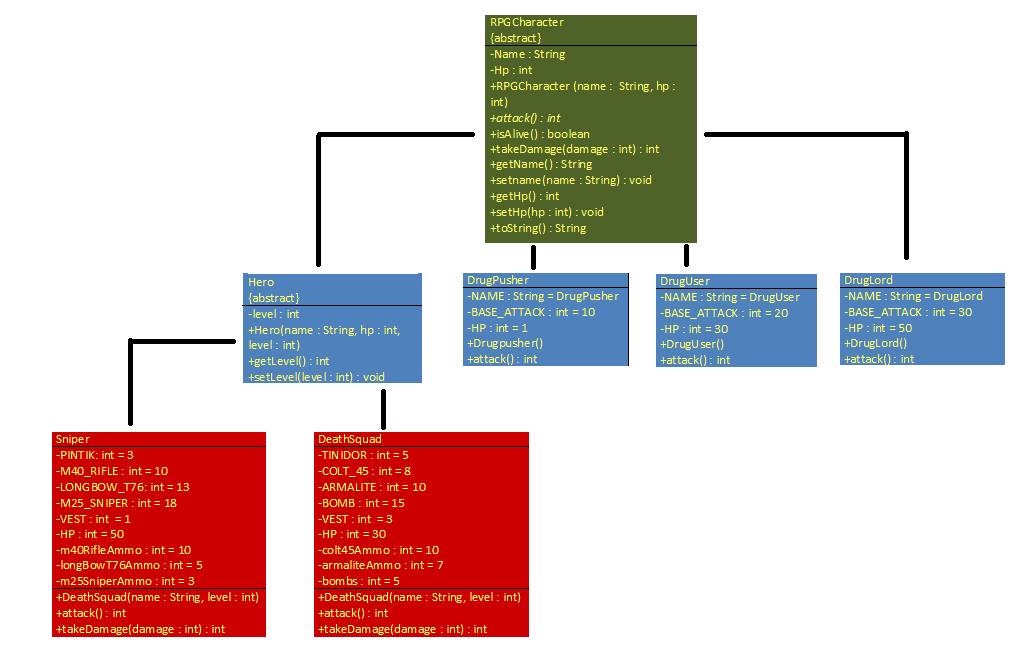 RPGCharacter
{abstract}
-Name : String
-Hp : int
+RPGCharacter (name :  String, hp :
int)
+attack() : int
+isAlive() : boolean
+takeDamage(damage : int) : int
+getName() : String
+setname(name : String) : void
+getHp() : int
+setHp(hp : int) : void
+toString() : String
Hero
{abstract}
-level : int
+Hero(name : String, hp : int,
level : int)
+getLevel() : int
+setLevel(level : int) : void
DrugPusher
-NAME : String = DrugPusher
-BASE_ATTACK : int = 10
-HP : int = 1
+Drugpusher()
+attack() : int
DrugUser
-NAME : String = DrugUser
-BASE_ATTACK : int = 20
-HP : int = 30
+DrugUser()
+attack() : int
DrugLord
-NAME : String = DrugLord
-BASE_ATTACK : int = 30
-HP : int = 50
+DrugLord()
+attack() : int
Sniper
-PINTIK: int = 3
-M40_RIFLE : int = 10
-LONGBOW_T76: int = 13
-M25_SNIPER : int = 18
-VEST : int  = 1
-HP : int = 50
-m40RifleAmmo : int = 10
-longBowT76Ammo : int = 5
-m25SniperAmmo : int = 3
+DeathSquad(name : String, level : int)
+attack() : int
+takeDamage(damage : int) : int
DeathSquad
-TINIDOR : int = 5
-COLT_45 : int = 8
-ARMALITE : int = 10
-BOMB : int = 15
-VEST : int  = 3
-HP : int = 30
-colt45Ammo : int = 10
-armaliteAmmo : int = 7
-bombs : int = 5
+DeathSquad(name : String, level : int)
+attack() : int
+takeDamage(damage : int) : int